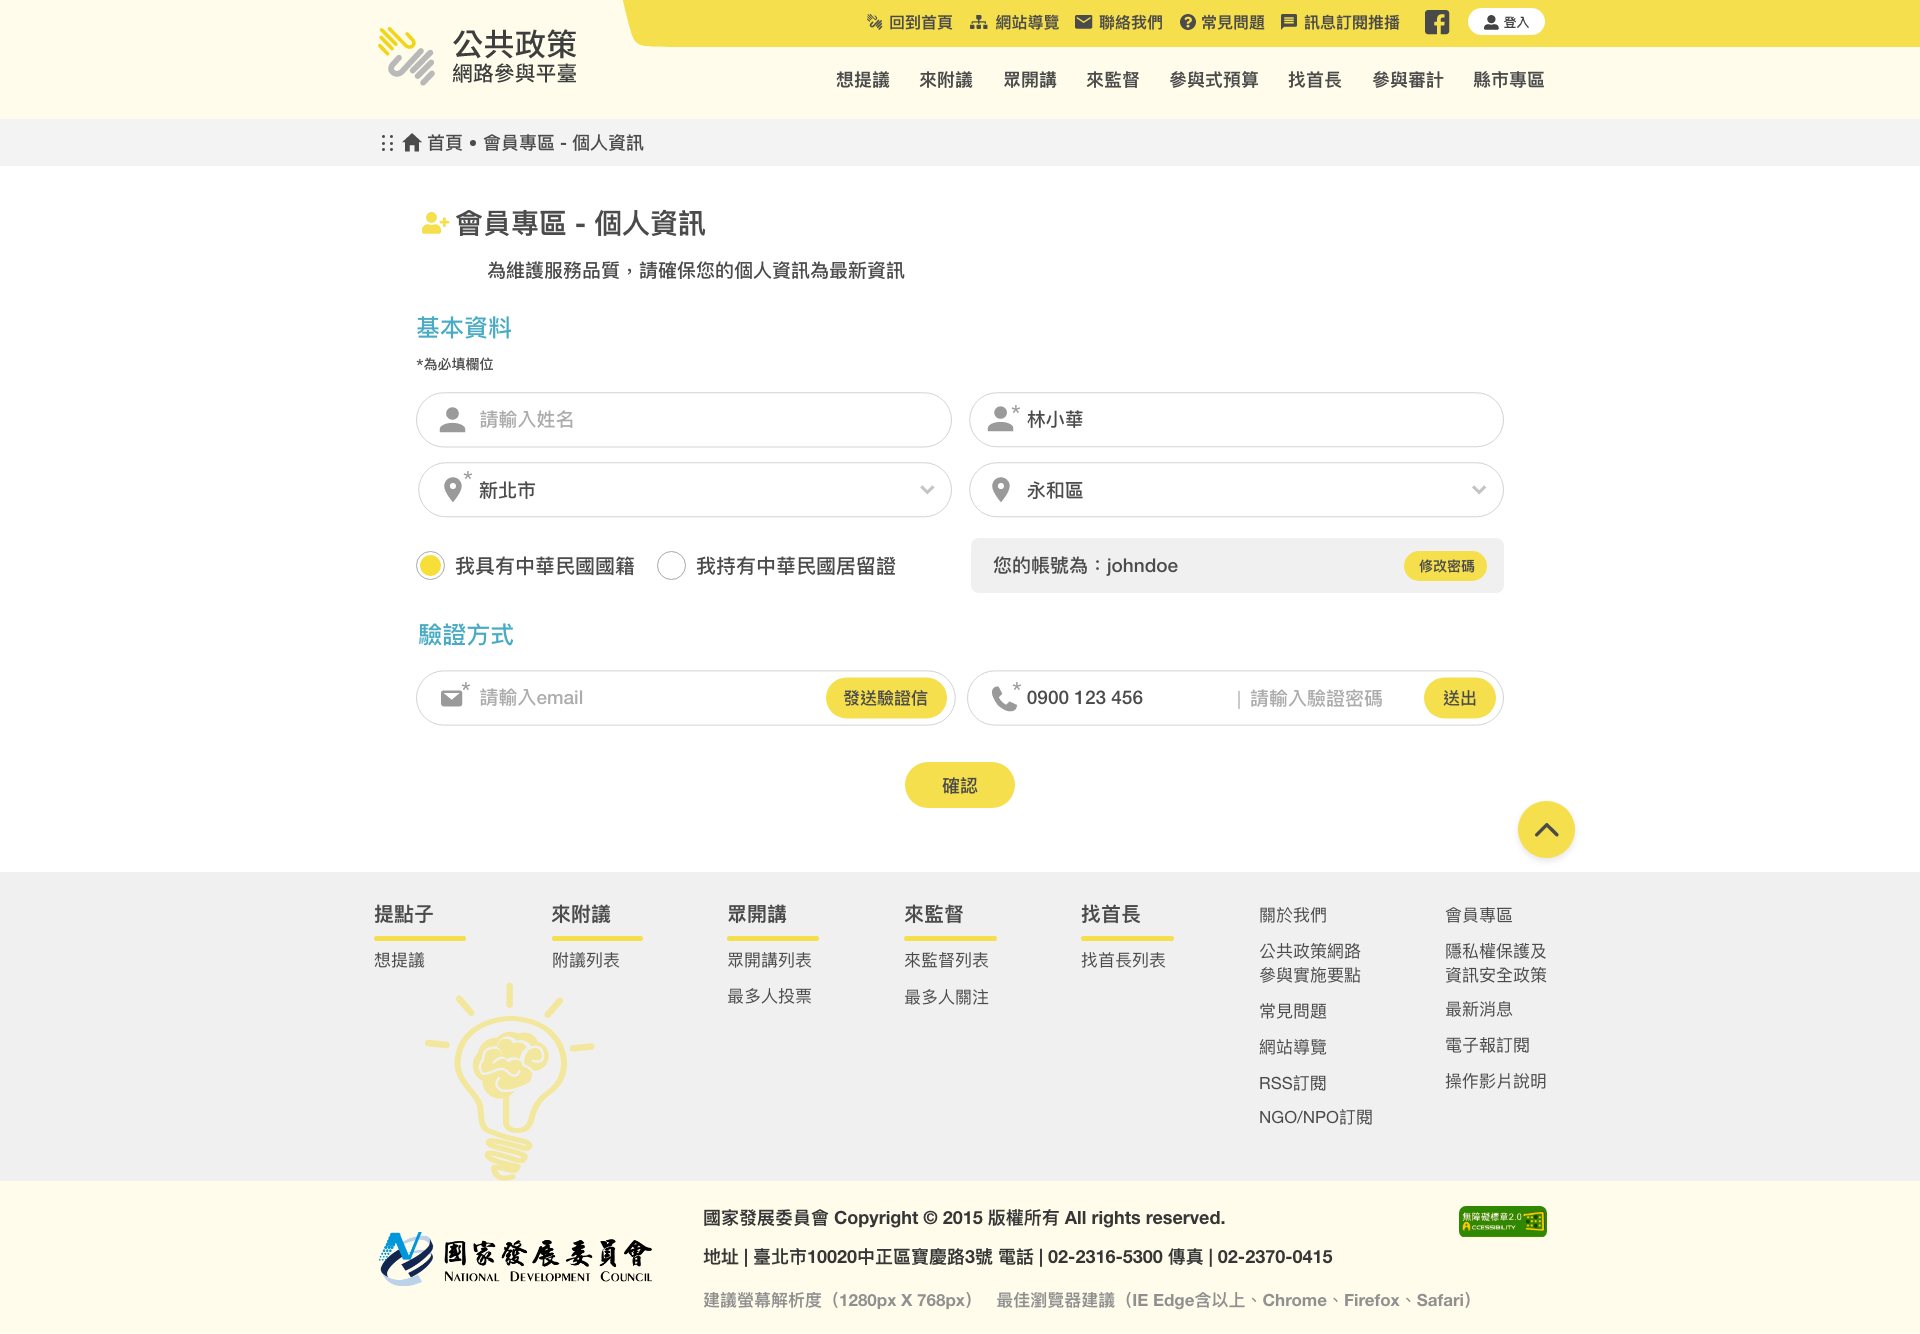 公共政策
網路參與平臺
回到首頁 網站導覽 聯絡我們 常見問題 訊息訂閱推播 登入
想提議 來附議 眾開講 來監督 參與式預算 找首長 參與審計 縣市專區
首頁 • 會員專區 - 個人資訊
會員專區 - 個人資訊
為維護服務品質，請確保您的個人資訊為最新資訊
基本資料
*為必填欄位
請輸入姓名
* 林小華
* 新北市
永和區
我具有中華民國國籍 我持有中華民國居留證
您的帳號為：johndoe 修改密碼
驗證方式
* 請輸入email 發送驗證信
* 0900 123 456 | 請輸入驗證密碼 送出
確認
提點子
想提議
來附議
附議列表
眾開講
眾開講列表
最多人投票
來監督
來監督列表
最多人關注
找首長
找首長列表
關於我們
公共政策網路
參與實施要點
常見問題
網站導覽
RSS訂閱
NGO/NPO訂閱
會員專區
隱私權保護及
資訊安全政策
最新消息
電子報訂閱
操作影片說明
國家發展委員會
NATIONAL DEVELOPMENT COUNCIL
國家發展委員會 Copyright © 2015 版權所有 All rights reserved.
地址 | 臺北市10020中正區寶慶路3號 電話 | 02-2316-5300 傳真 | 02-2370-0415
建議螢幕解析度（1280px X 768px） 最佳瀏覽器建議（IE Edge含以上、Chrome、Firefox、Safari）
無障礙標章2.0
ACCESSIBILITY